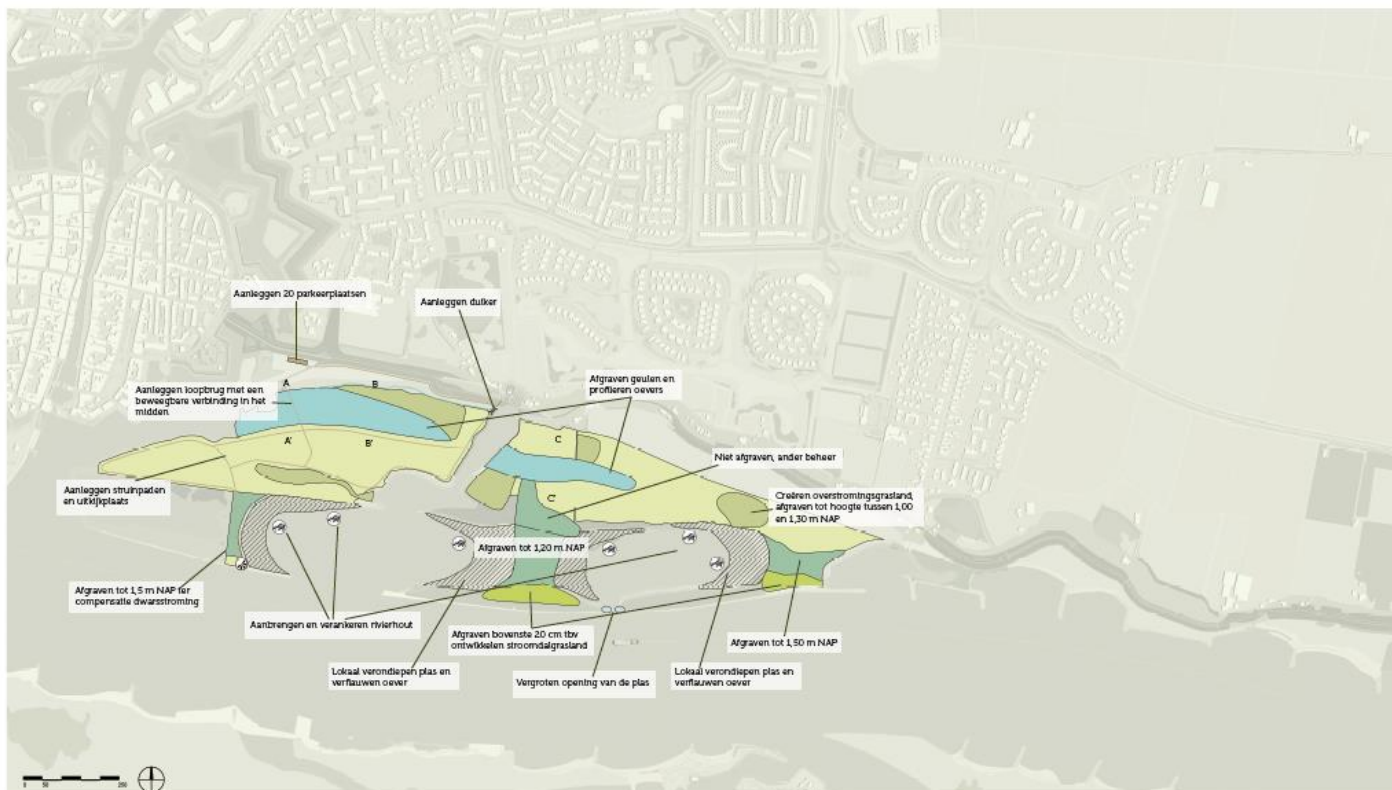 Aanleggen 20 parkeerplaatsen
Aanleggen duiker
Aanleggen loopbrug met een
beweegbare verbinding in het
midden
A
B
Afgraven geulen en
profileren oevers
A'
B'
C
Niet afgraven, ander beheer
Aanleggen struinpaden
en uitkijkplaats
C'
Creëren overstromingsgrasland,
afgraven tot hoogte tussen 1,00
en 1,30 m NAP
Afgraven tot 1,20 m NAP
Afgraven tot 1,5 m NAP ter
compensatie dwarsstroming
Aanbrengen en verankeren rivierhout
Afgraven bovenste 20 cm tbv
ontwikkelen stroomdalgrasland
Afgraven tot 1,50 m NAP
Lokaal verondiepen plas en
verflauwen oever
Vergroten opening van de plas
Lokaal verondiepen plas en
verflauwen oever
0 50 250